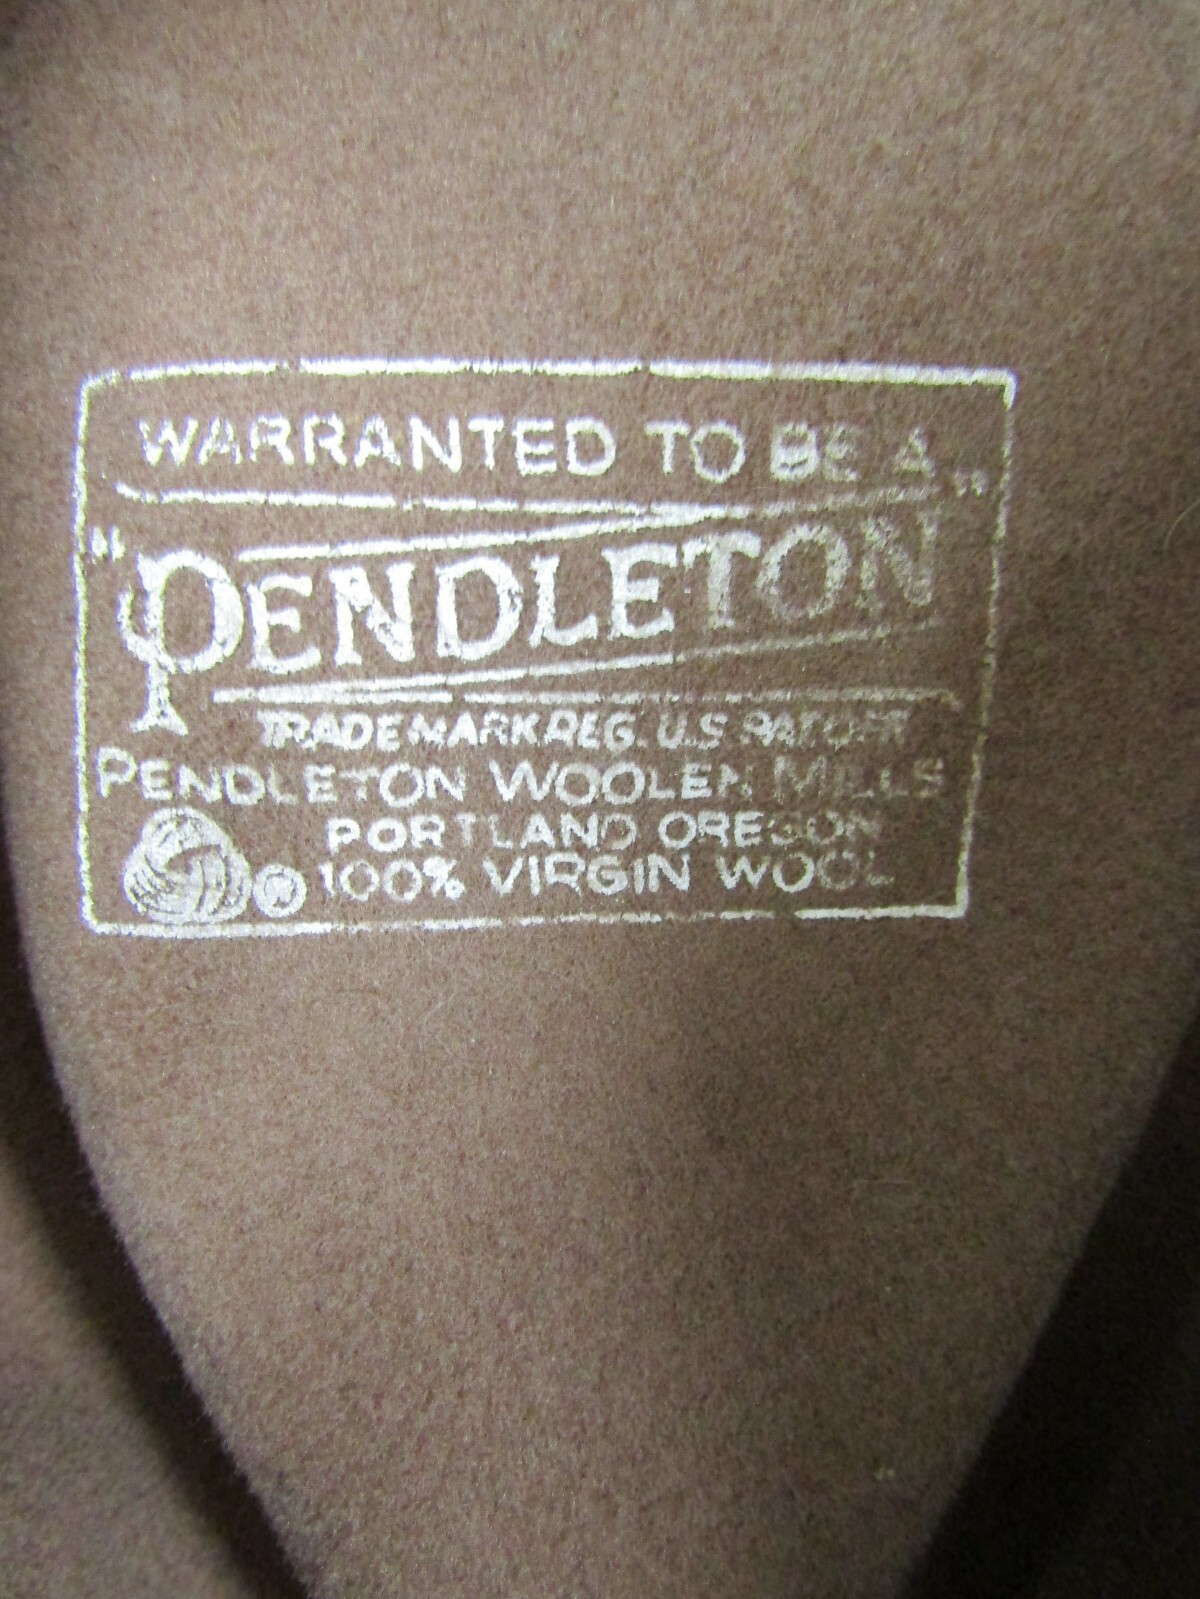 WARRANTED TO BE A
"PENDLETON"
TRADEMARK REG. U.S. PAT. OFF.
PENDLETON WOOLEN MILLS
PORTLAND OREGON
® 100% VIRGIN WOOL